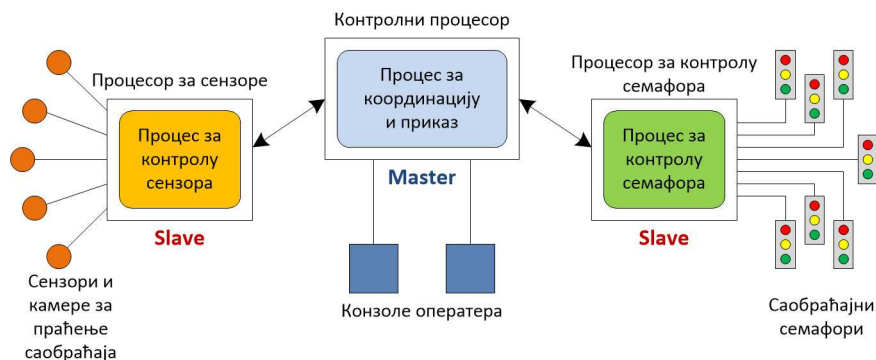 Контролни процесор
Процесор за сензоре
Процес за
контролу
сензора
Slave
Сензори и
камере за
праћење
саобраћаја
Процес за
координацију
и приказ
Master
Конзоле оператера
Процесор за контролу
семафора
Процес за
контролу
семафора
Slave
Саобраћајни
семафори